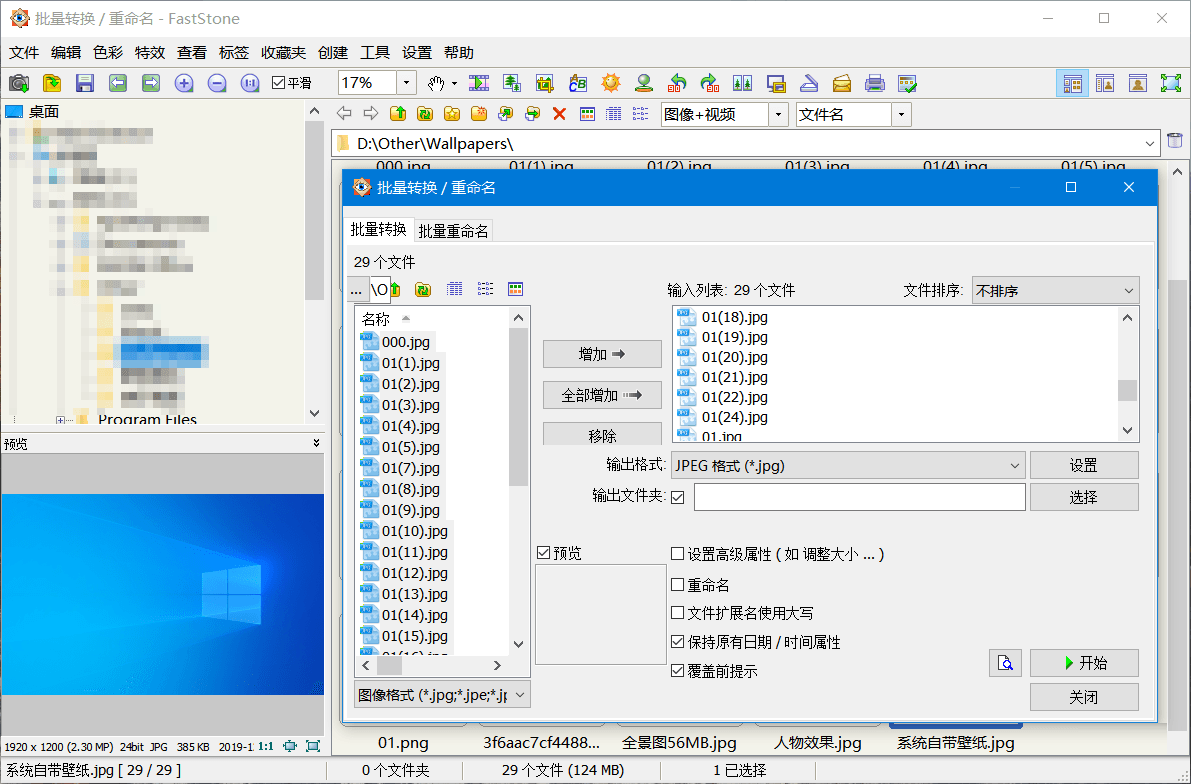 批量转换 / 重命名 - FastStone
文件 编辑 色彩 特效 查看 标签 收藏夹 创建 工具 设置 帮助
平滑 17%
桌面
图像+视频 文件名
D:\Other\Wallpapers\
000.jpg 01(1).jpg 01(2).jpg 01(3).jpg 01(4).jpg 01(5).jpg
Program Files
预览
批量转换 / 重命名
批量转换 批量重命名
29 个文件
... \O
输入列表: 29 个文件 文件排序: 不排序
名称
000.jpg
01(1).jpg
01(2).jpg
01(3).jpg
01(4).jpg
01(5).jpg
01(7).jpg
01(8).jpg
01(9).jpg
01(10).jpg
01(11).jpg
01(12).jpg
01(13).jpg
01(14).jpg
01(15).jpg
01(16).jpg
图像格式 (*.jpg;*.jpe;*.jp
增加
全部增加
移除
01(18).jpg
01(19).jpg
01(20).jpg
01(21).jpg
01(22).jpg
01(24).jpg
01.jpg
输出格式: JPEG 格式 (*.jpg) 设置
输出文件夹: 选择
预览
设置高级属性 ( 如 调整大小 ... )
重命名
文件扩展名使用大写
保持原有日期 / 时间属性
覆盖前提示
开始
关闭
01.png 3f6aac7cf4488... 全景图56MB.jpg 人物效果.jpg 系统自带壁纸.jpg
1920 x 1200 (2.30 MP) 24bit JPG 385 KB 2019-1 1:1
系统自带壁纸.jpg [ 29 / 29 ] 0 个文件夹 29 个文件 (124 MB) 1 已选择